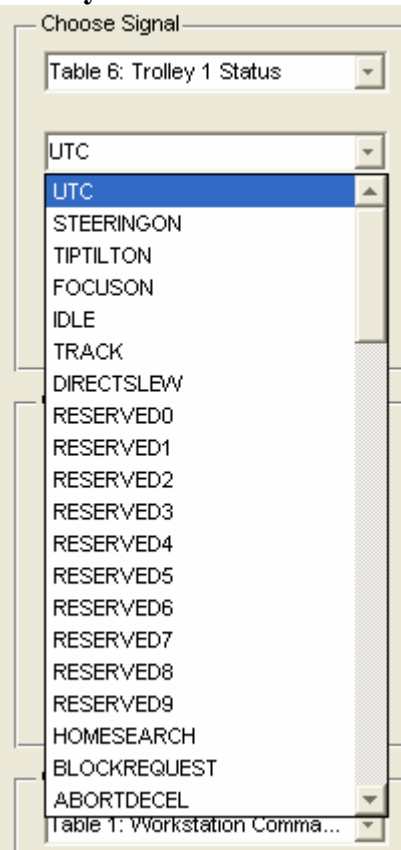 Choose Signal
Table 6: Trolley 1 Status
UTC
UTC
STEERINGON
TIPTILTON
FOCUSON
IDLE
TRACK
DIRECTSLEW
RESERVED0
RESERVED1
RESERVED2
RESERVED3
RESERVED4
RESERVED5
RESERVED6
RESERVED7
RESERVED8
RESERVED9
HOMESEARCH
BLOCKREQUEST
ABORTDECEL
Table 1: Workstation Comma...